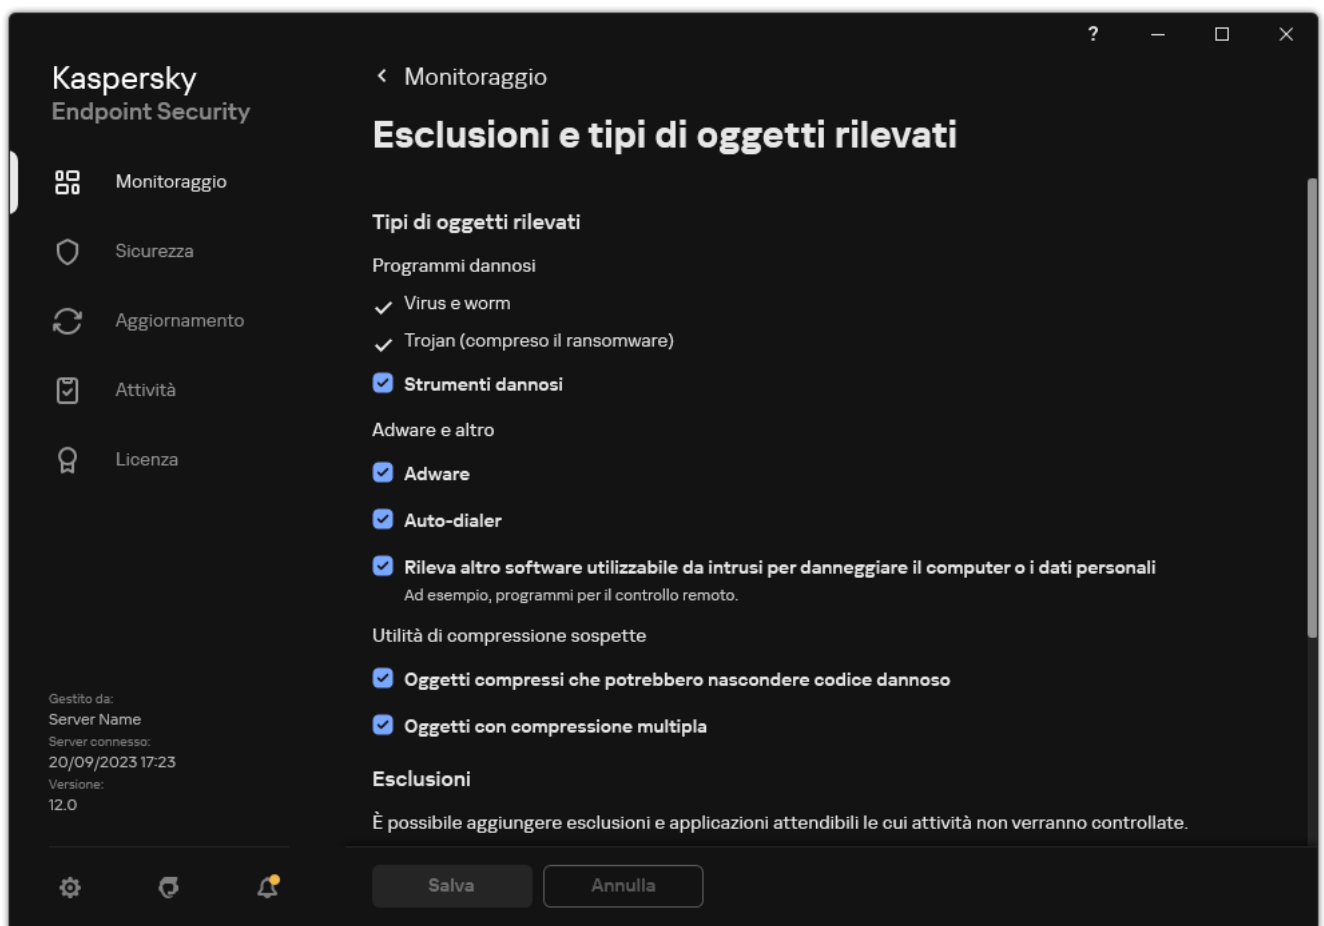 ?
Kaspersky
Endpoint Security
Monitoraggio
Sicurezza
Aggiornamento
Attività
Licenza
Gestito da:
Server Name
Server connesso:
20/09/2023 17:23
Versione:
12.0
Monitoraggio
Esclusioni e tipi di oggetti rilevati
Tipi di oggetti rilevati
Programmi dannosi
Virus e worm
Trojan (compreso il ransomware)
Strumenti dannosi
Adware e altro
Adware
Auto-dialer
Rileva altro software utilizzabile da intrusi per danneggiare il computer o i dati personali
Ad esempio, programmi per il controllo remoto.
Utilità di compressione sospette
Oggetti compressi che potrebbero nascondere codice dannoso
Oggetti con compressione multipla
Esclusioni
È possibile aggiungere esclusioni e applicazioni attendibili le cui attività non verranno controllate.
Salva
Annulla